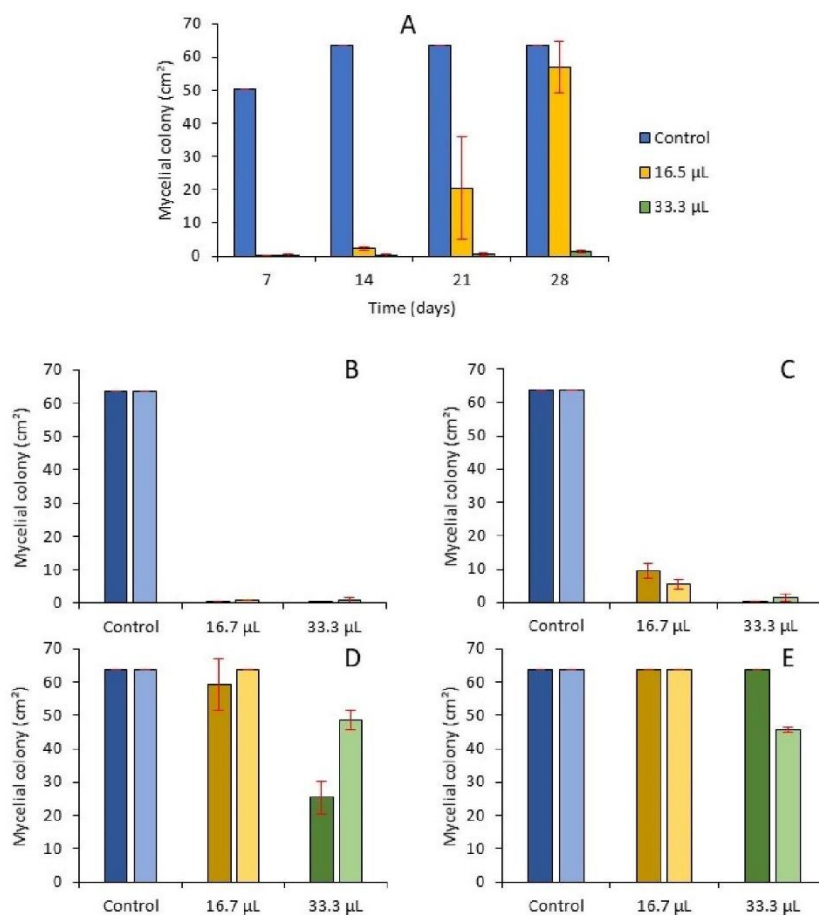 A
Mycelial colony (cm²)
70
60
50
40
30
20
10
0
7 14 21 28
Time (days)
Control
16.5 µL
33.3 µL
B
Mycelial colony (cm²)
70
60
50
40
30
20
10
0
Control 16.7 µL 33.3 µL
C
Mycelial colony (cm²)
70
60
50
40
30
20
10
0
Control 16.7 µL 33.3 µL
D
Mycelial colony (cm²)
70
60
50
40
30
20
10
0
Control 16.7 µL 33.3 µL
E
Mycelial colony (cm²)
70
60
50
40
30
20
10
0
Control 16.7 µL 33.3 µL